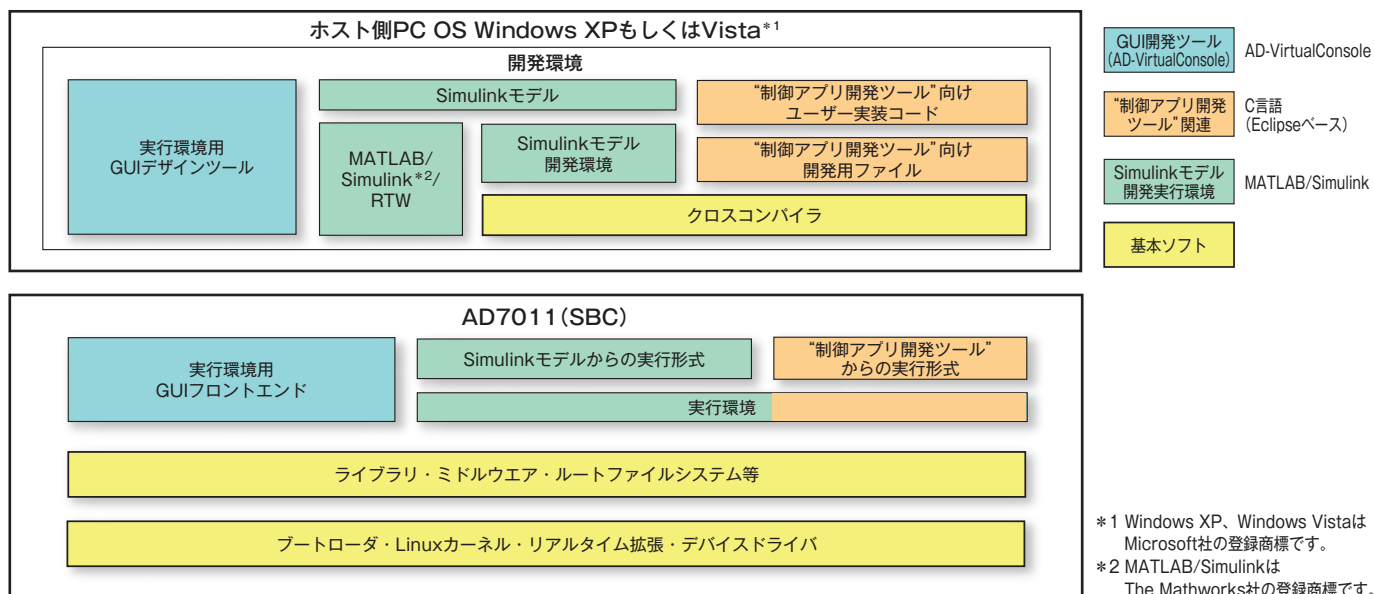 ホスト側PC OS Windows XPもしくはVista*1
開発環境
実行環境用
GUIデザインツール
Simulinkモデル
MATLAB/
Simulink*2/
RTW
Simulinkモデル
開発環境
“制御アプリ開発ツール”向け
ユーザー実装コード
“制御アプリ開発ツール”向け
開発用ファイル
クロスコンパイラ
GUI開発ツール
(AD-VirtualConsole)
AD-VirtualConsole
“制御アプリ開発
ツール”関連
C言語
(Eclipseベース)
Simulinkモデル
開発実行環境
MATLAB/Simulink
基本ソフト
AD7011(SBC)
実行環境用
GUIフロントエンド
Simulinkモデルからの実行形式
“制御アプリ開発ツール”
からの実行形式
実行環境
ライブラリ・ミドルウエア・ルートファイルシステム等
ブートローダ・Linuxカーネル・リアルタイム拡張・デバイスドライバ
*1 Windows XP、Windows Vistaは
Microsoft社の登録商標です。
*2 MATLAB/Simulinkは
The Mathworks社の登録商標です。